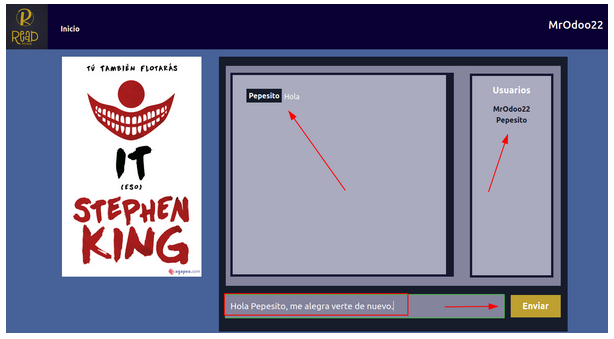 READ
Inicio
MrOdoo22
TÚ TAMBIÉN FLOTARÁS
IT
(ESO)
STEPHEN
KING
agapea.com
Pepesito Hola
Usuarios
MrOdoo22
Pepesito
Hola Pepesito, me alegra verte de nuevo.
Enviar